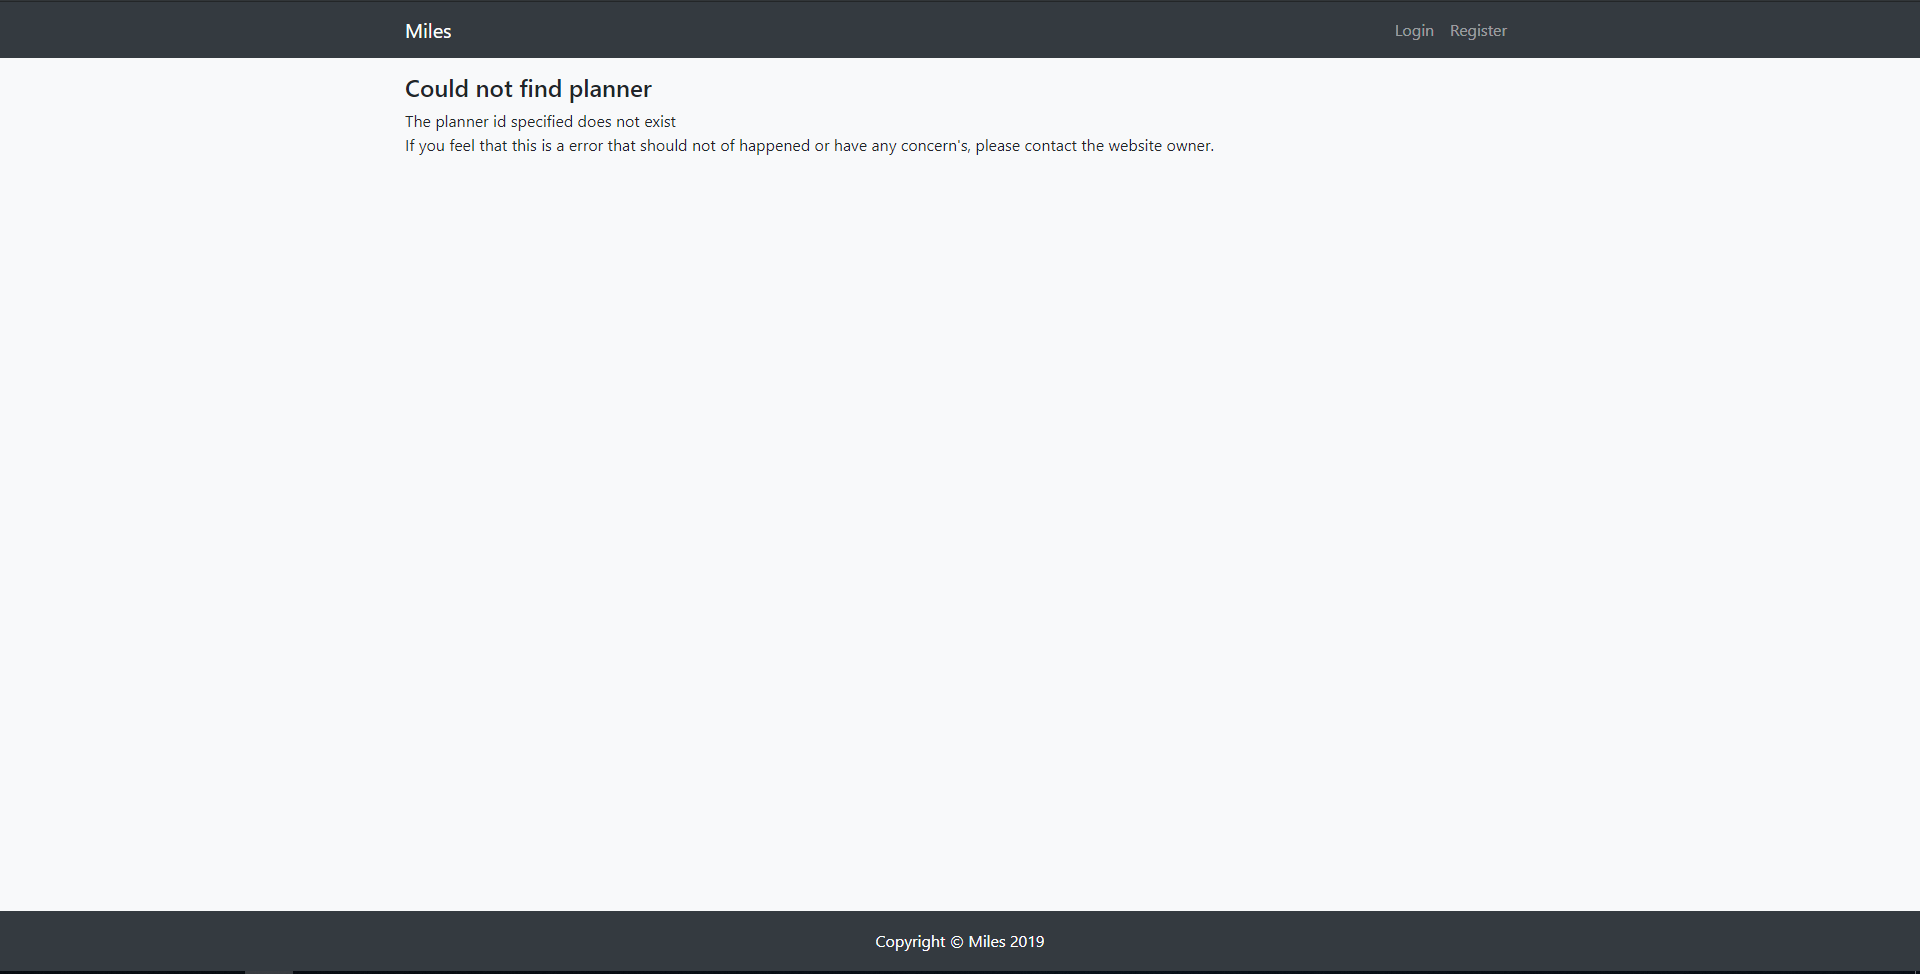 Miles
Login Register
Could not find planner
The planner id specified does not exist
If you feel that this is a error that should not of happened or have any concern's, please contact the website owner.
Copyright © Miles 2019